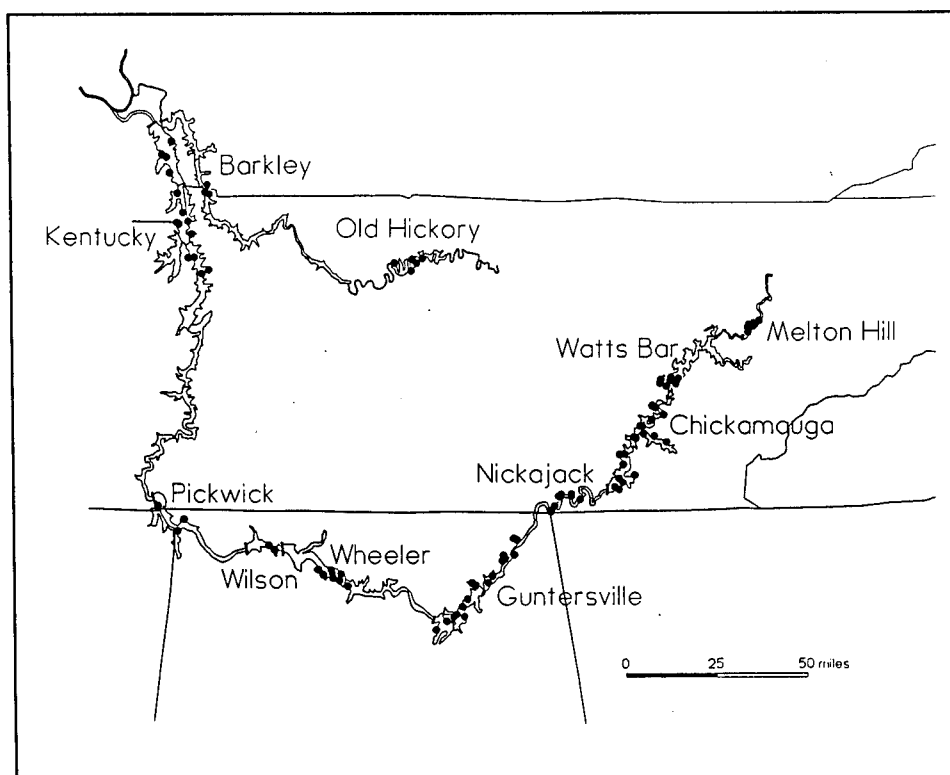 Barkley
Old Hickory
Kentucky
Melton Hill
Watts Bar
Chickamauga
Nickajack
Pickwick
Wheeler
Wilson
Guntersville
0 25 50 miles